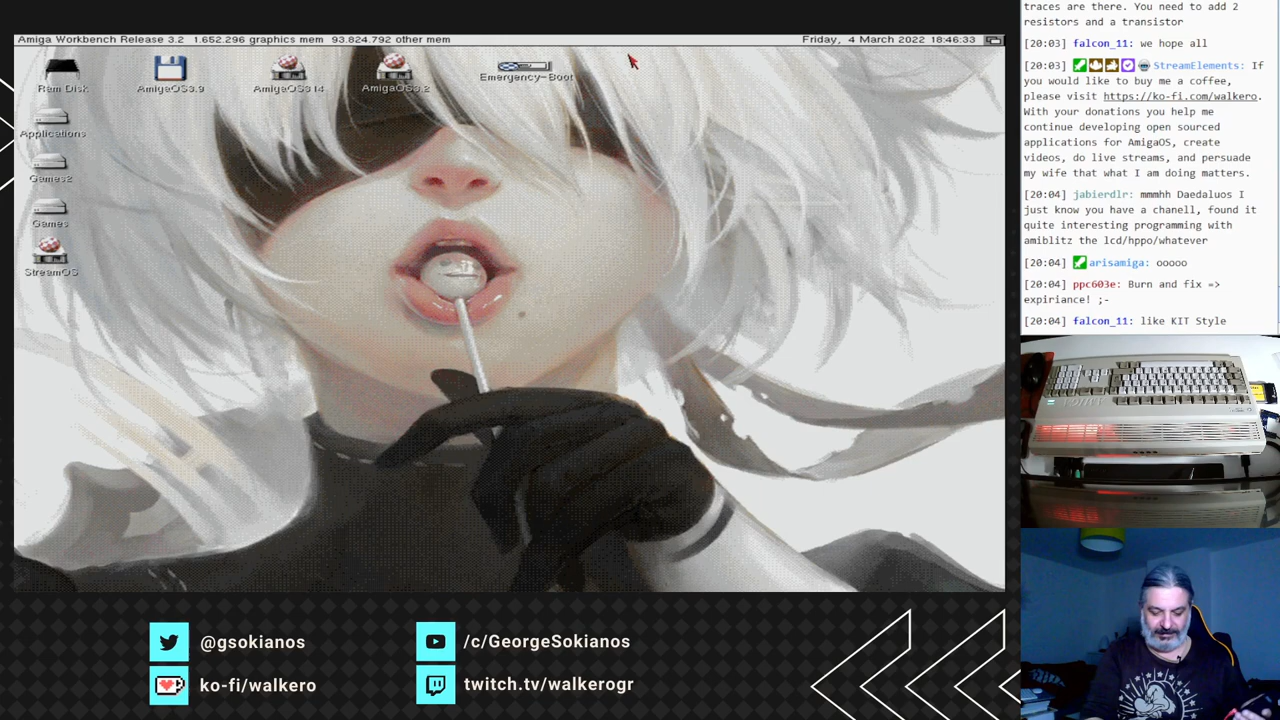 Amiga Workbench Release 3.2 1.652.296 graphics mem 93.824.792 other mem
Friday, 4 March 2022 18:46:33
Ram Disk
AmigaOS3.9
AmigaOS314
AmigaOS3.2
Emergency-Boot
Applications
Games2
Games
StreamOS
traces are there. You need to add 2
resistors and a transistor
[20:03] falcon_11: we hope all
[20:03] StreamElements: If
you would like to buy me a coffee,
please visit https://ko-fi.com/walkero.
With your donations you help me
continue developing open sourced
applications for AmigaOS, create
videos, do live streams, and persuade
my wife that what I am doing matters.
[20:04] jabierdlr: mmmhh Daedaluos I
just know you have a chanell, found it
quite interesting programming with
amiblitz the lcd/hppo/whatever
[20:04] arisamiga: ooooo
[20:04] ppc603e: Burn and fix =>
expiriance! ;-
[20:04] falcon_11: like KIT Style
@gsokianos
/c/GeorgeSokianos
ko-fi/walkero
twitch.tv/walkerogr